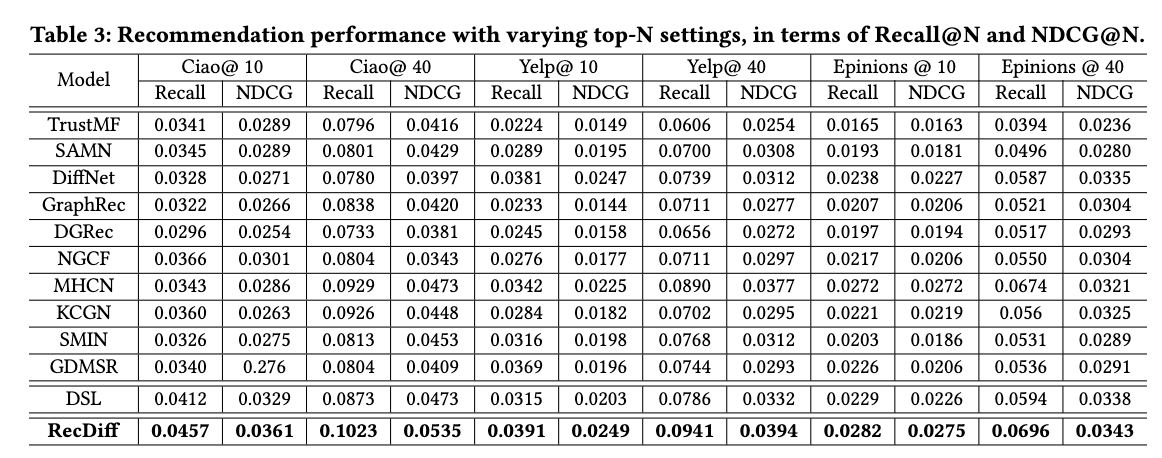 Table 3: Recommendation performance with varying top-N settings, in terms of Recall@N and NDCG@N.
Model Ciao@ 10 Ciao@ 40 Yelp@ 10 Yelp@ 40 Epinions @ 10 Epinions @ 40
Recall NDCG Recall NDCG Recall NDCG Recall NDCG Recall NDCG Recall NDCG
TrustMF 0.0341 0.0289 0.0796 0.0416 0.0224 0.0149 0.0606 0.0254 0.0165 0.0163 0.0394 0.0236
SAMN 0.0345 0.0289 0.0801 0.0429 0.0289 0.0195 0.0700 0.0308 0.0193 0.0181 0.0496 0.0280
DiffNet 0.0328 0.0271 0.0780 0.0397 0.0381 0.0247 0.0739 0.0312 0.0238 0.0227 0.0587 0.0335
GraphRec 0.0322 0.0266 0.0838 0.0420 0.0233 0.0144 0.0711 0.0277 0.0207 0.0206 0.0521 0.0304
DGRec 0.0296 0.0254 0.0733 0.0381 0.0245 0.0158 0.0656 0.0272 0.0197 0.0194 0.0517 0.0293
NGCF 0.0366 0.0301 0.0804 0.0343 0.0276 0.0177 0.0711 0.0297 0.0217 0.0206 0.0550 0.0304
MHCN 0.0343 0.0286 0.0929 0.0473 0.0342 0.0225 0.0890 0.0377 0.0272 0.0272 0.0674 0.0321
KCGN 0.0360 0.0263 0.0926 0.0448 0.0284 0.0182 0.0702 0.0295 0.0221 0.0219 0.056 0.0325
SMIN 0.0326 0.0275 0.0813 0.0453 0.0316 0.0198 0.0768 0.0312 0.0203 0.0186 0.0531 0.0289
GDMSR 0.0340 0.276 0.0804 0.0409 0.0369 0.0196 0.0744 0.0293 0.0226 0.0206 0.0536 0.0291
DSL 0.0412 0.0329 0.0873 0.0473 0.0315 0.0203 0.0786 0.0332 0.0229 0.0226 0.0594 0.0338
RecDiff 0.0457 0.0361 0.1023 0.0535 0.0391 0.0249 0.0941 0.0394 0.0282 0.0275 0.0696 0.0343